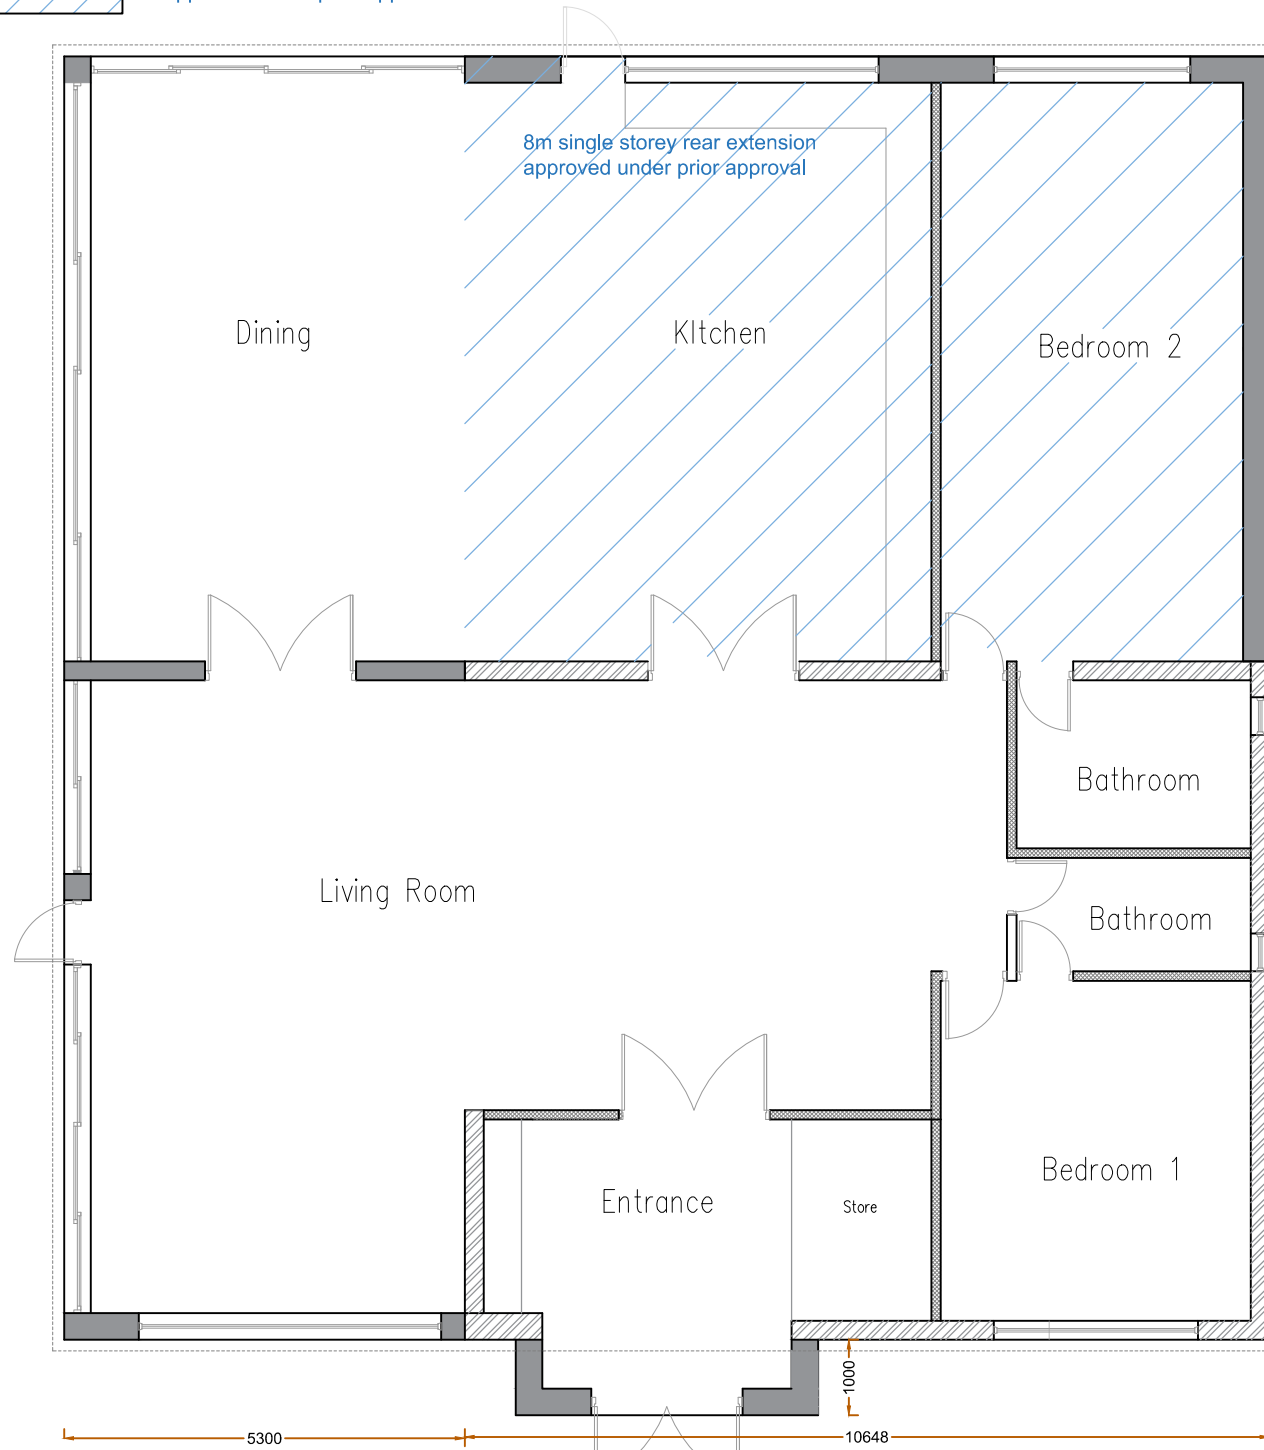 8m single storey rear extension
approved under prior approval
Dining
KItchen
Bedroom 2
Bathroom
Living Room
Bathroom
Bedroom 1
Entrance
Store
1000
5300
10648